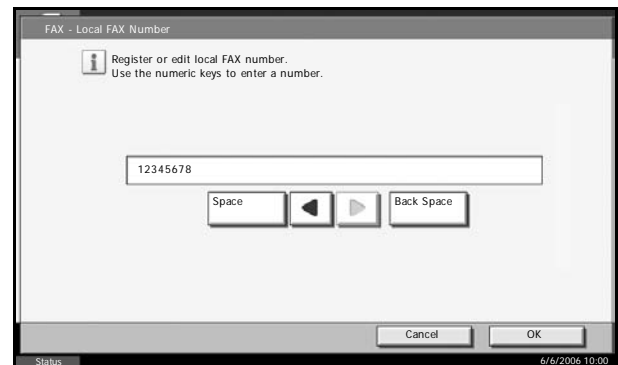 FAX - Local FAX Number
Register or edit local FAX number.
Use the numeric keys to enter a number.
12345678
Space
Back Space
Cancel
OK
Status
6/6/2006 10:00